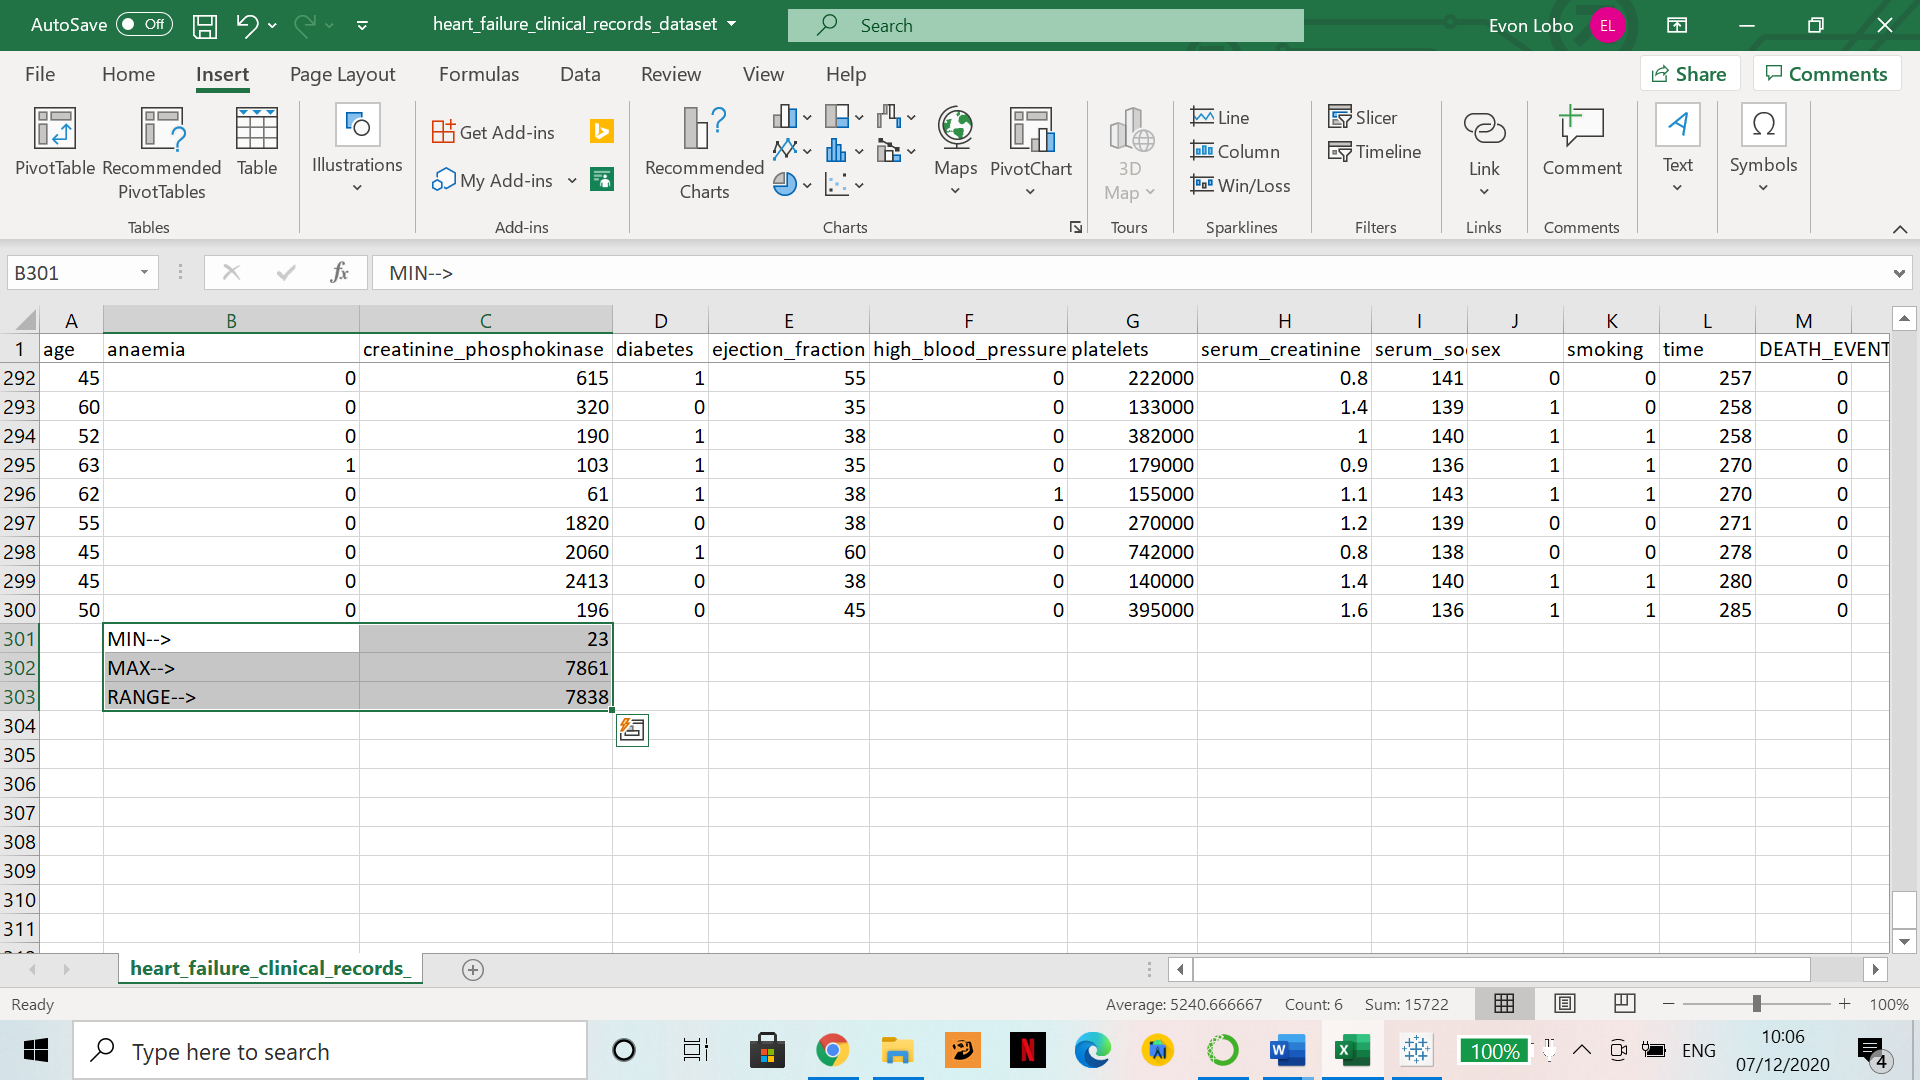 AutoSave Off heart_failure_clinical_records_dataset Search Evon Lobo EL
File Home Insert Page Layout Formulas Data Review View Help Share Comments
PivotTable Recommended PivotTables Table Illustrations Get Add-ins My Add-ins Recommended Charts Maps PivotChart 3D Map Line Column Win/Loss Slicer Timeline Link Comment Text Symbols
Tables Add-ins Charts Tours Sparklines Filters Links Comments
B301 fx MIN-->
A B C D E F G H I J K L M
1 age anaemia creatinine_phosphokinase diabetes ejection_fraction high_blood_pressure platelets serum_creatinine serum_so sex smoking time DEATH_EVENT
292 45 0 615 1 55 0 222000 0.8 141 0 0 257 0
293 60 0 320 0 35 0 133000 1.4 139 1 0 258 0
294 52 0 190 1 38 0 382000 1 140 1 1 258 0
295 63 1 103 1 35 0 179000 0.9 136 1 1 270 0
296 62 0 61 1 38 1 155000 1.1 143 1 1 270 0
297 55 0 1820 0 38 0 270000 1.2 139 0 0 271 0
298 45 0 2060 1 60 0 742000 0.8 138 0 0 278 0
299 45 0 2413 0 38 0 140000 1.4 140 1 1 280 0
300 50 0 196 0 45 0 395000 1.6 136 1 1 285 0
301 MIN--> 23
302 MAX--> 7861
303 RANGE--> 7838
304
305
306
307
308
309
310
311
heart_failure_clinical_records_
Ready Average: 5240.666667 Count: 6 Sum: 15722 100%
Type here to search 100% ENG 10:06
07/12/2020 4